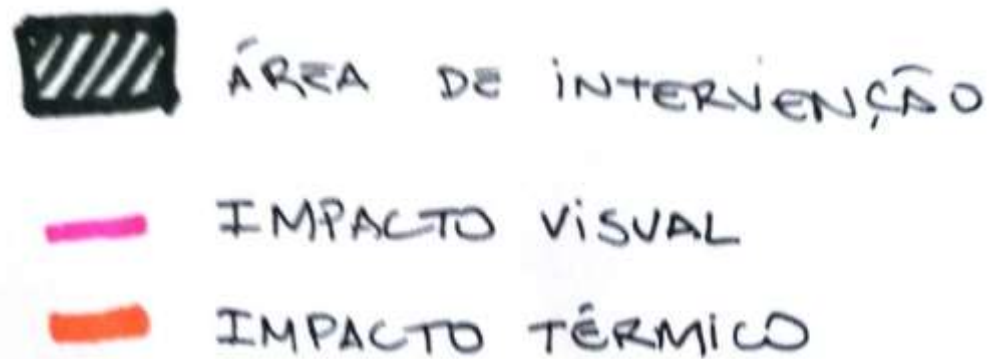 ÁREA DE iNTERVENÇÃO
IMPACTO ViSUAL
IMPACTO TÉRMiCO